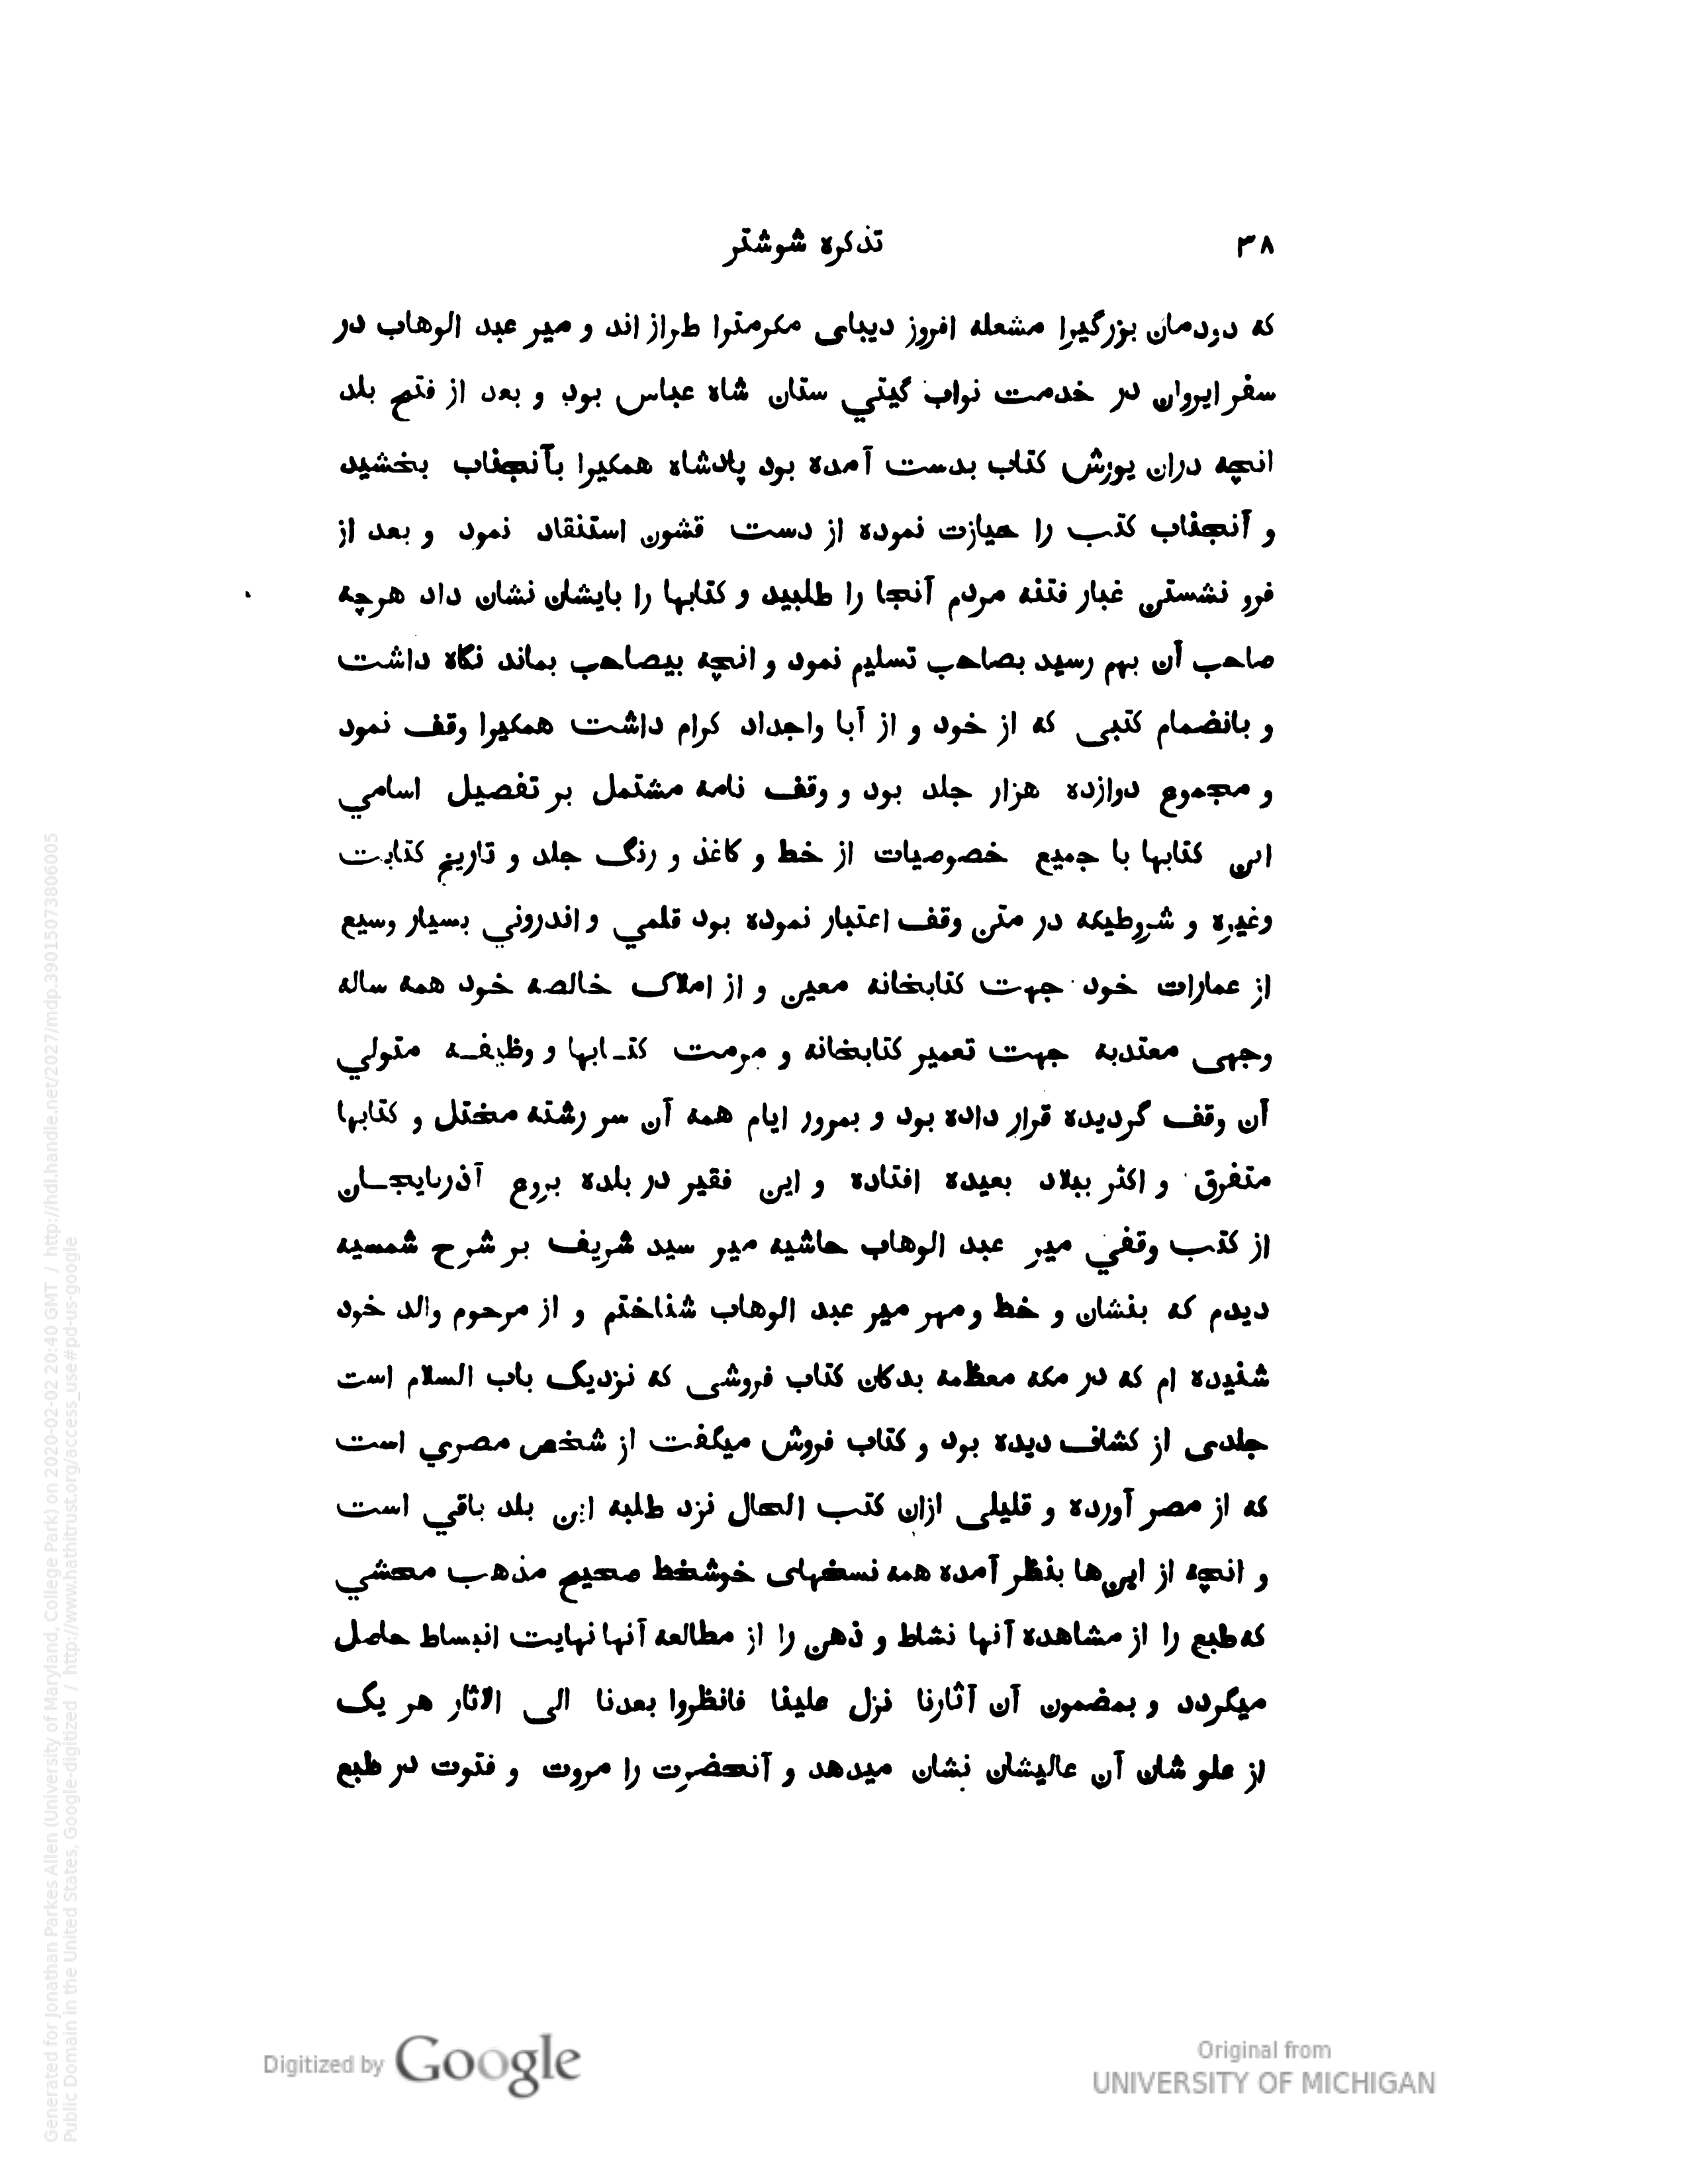 ۳۸ تذکره شوشتر
که دودمان بزرگیرا مشعله افروز دیبای مکرمترا طراز اند و میر عبد الوهاب در
سفر ایروان در خدمت نواب گیتي ستان شاه عباس بود و بعد از فتح بلد
انچه دران یورش کتاب بدست آمده بود پادشاه همکیرا بآنجناب بخشید
و آنجناب کتب را حیازت نموده از دست قشون استنقاد نمود و بعد از
فرو نشستن غبار فتنه مردم آنجا را طلبید و کتابها را بایشان نشان داد هرچه
صاحب آن بهم رسید بصاحب تسلیم نمود و انچه بیصاحب بماند نگاه داشت
و بانضمام کتبی که از خود و از آبا واجداد کرام داشت همکیرا وقف نمود
و مجموع دوازده هزار جلد بود و وقف نامه مشتمل بر تفصیل اسامي
این کتابها با جمیع خصوصیات از خط و کاغذ و رنگ جلد و تاریخ کتابت
وغیره و شروطیکه در متن وقف اعتبار نموده بود قلمي و اندروني بسیار وسیع
از عمارات خود جهت کتابخانه معین و از املاک خالصه خود همه ساله
وجهی معتدبه جهت تعمیر کتابخانه و مرمت کتـابها و وظیفـه متولي
آن وقف گردیده قرار داده بود و بمرور ایام همه آن سر رشته مختل و کتابها
متفرق و اکثر ببلاد بعیده افتاده و این فقیر در بلده بروع آذربایجـان
از کتب وقفي میر عبد الوهاب حاشیه میر سید شریف بر شرح شمسیه
دیدم که بنشان و خط و مهر میر عبد الوهاب شناختم و از مرحوم والد خود
شنیده ام که در مکه معظمه بدکان کتاب فروشی که نزدیک باب السلام است
جلدی از کشاف دیده بود و کتاب فروش میگفت از شخص مصري است
که از مصر آورده و قلیلی ازان کتب الحال نزد طلبه این بلد باقي است
و انچه از این‌ها بنظر آمده همه نسخهای خوشخط صحیح مذهب محشي
که طبع را از مشاهده آنها نشاط و ذهن را از مطالعه آنها نهایت انبساط حاصل
میگردد و بمضمون آن آثارنا نزل علینا فانظروا بعدنا الی الاثار هر یک
از علو شان آن عالیشان نشان میدهد و آنحضرت را مروت و فتوت در طبع
Digitized by Google
Original from
UNIVERSITY OF MICHIGAN
Generated for Jonathan Parkes Allen (University of Maryland, College Park) on 2020-02-02 20:40 GMT / http://hdl.handle.net/2027/mdp.39015073806005
Public Domain in the United States, Google-digitized / http://www.hathitrust.org/access_use#pd-us-google